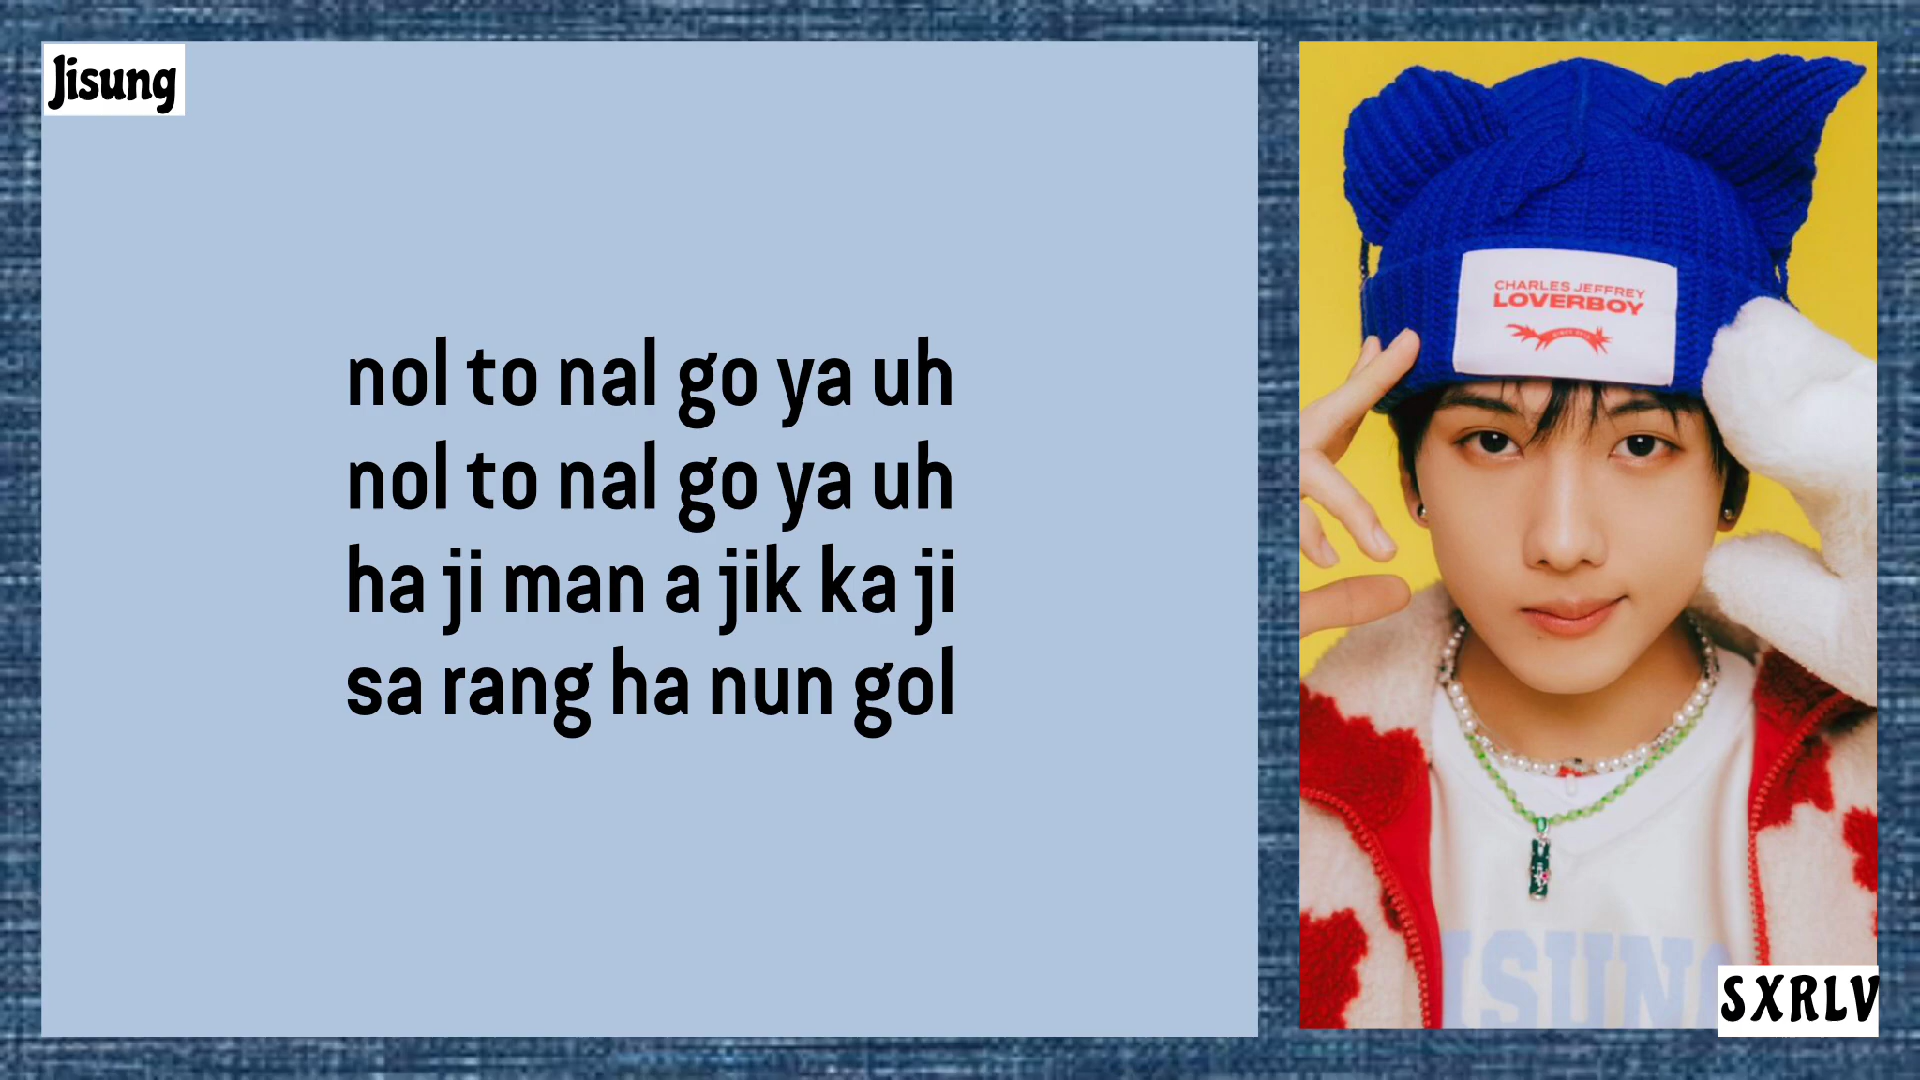 Jisung
nol to nal go ya uh
nol to nal go ya uh
ha ji man a jik ka ji
sa rang ha nun gol
CHARLES JEFFREY
LOVERBOY
ISUN
SXRLV